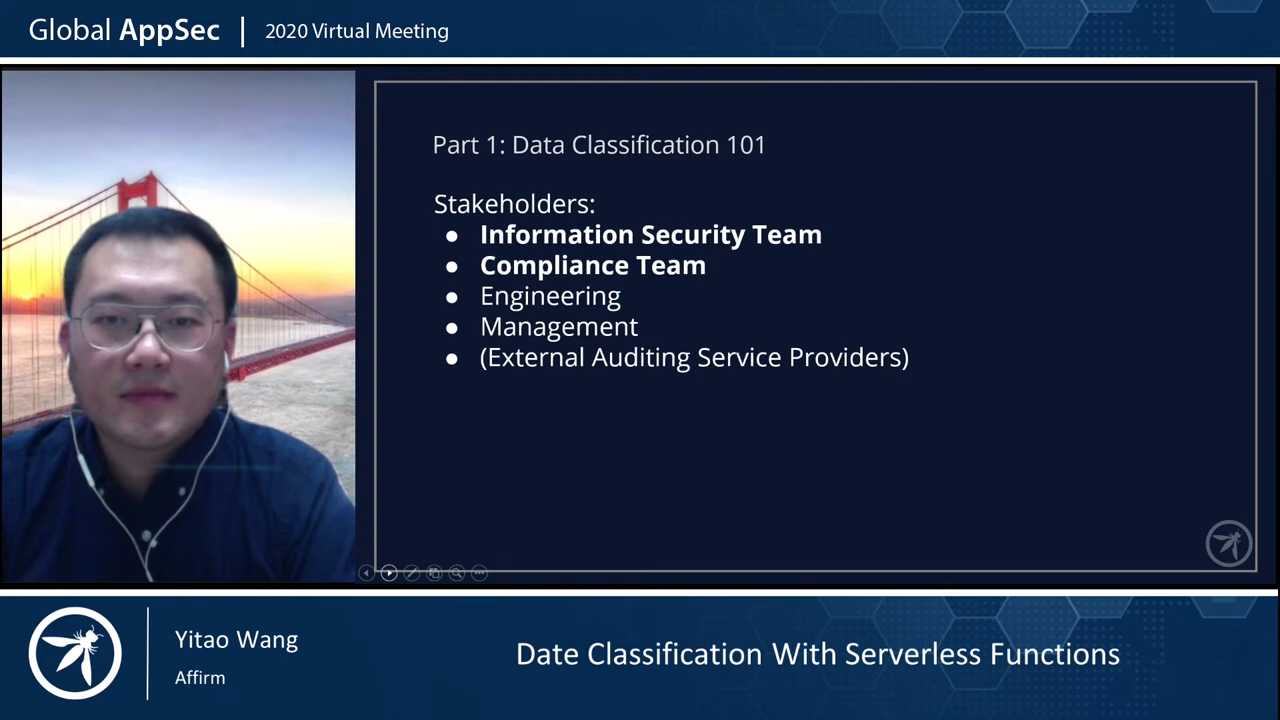 Global AppSec | 2020 Virtual Meeting
Part 1: Data Classification 101
Stakeholders:
● Information Security Team
● Compliance Team
● Engineering
● Management
● (External Auditing Service Providers)
Yitao Wang
Affirm
Date Classification With Serverless Functions